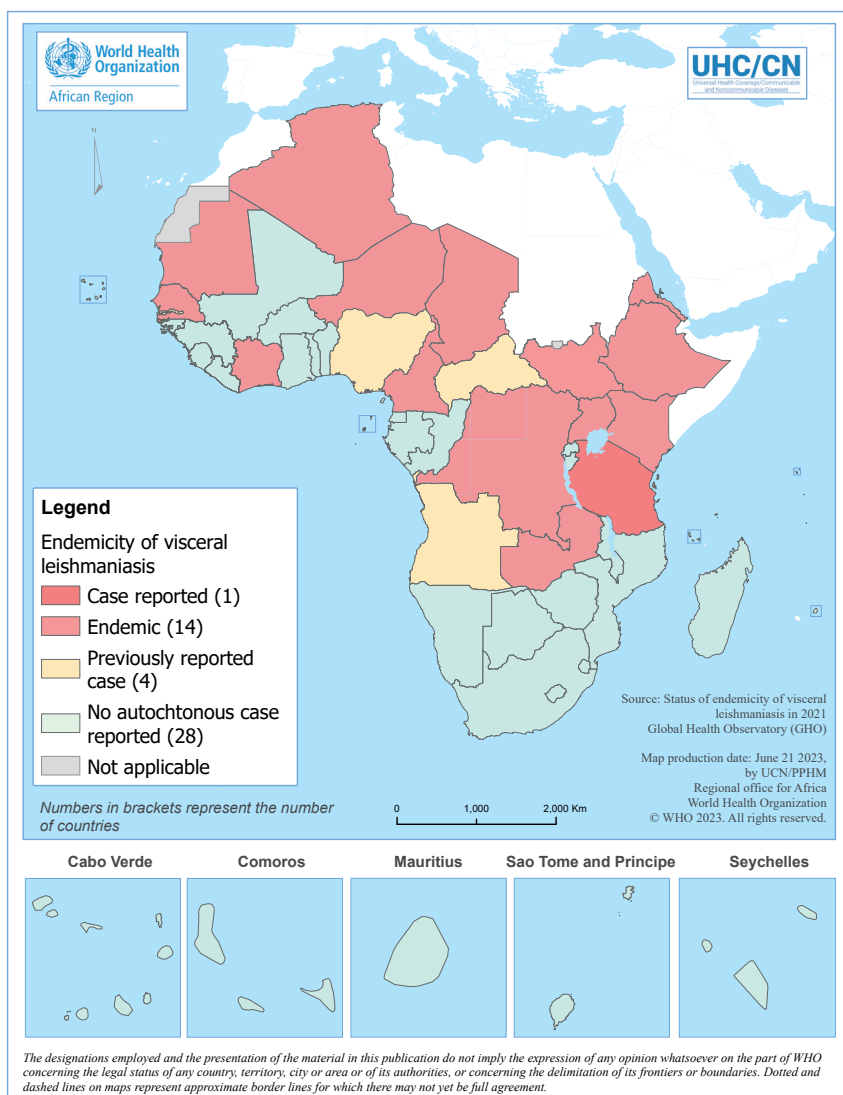 World Health
Organization
African Region
UHC/CN
Universal Health Coverage/Communicable
and Noncommunicable Diseases
N
Legend
Endemicity of visceral
leishmaniasis
Case reported (1)
Endemic (14)
Previously reported
case (4)
No autochtonous case
reported (28)
Not applicable
Numbers in brackets represent the number
of countries
0 1,000 2,000 Km
Source: Status of endemicity of visceral
leishmaniasis in 2021
Global Health Observatory (GHO)
Map production date: June 21 2023,
by UCN/PPHM
Regional office for Africa
World Health Organization
© WHO 2023. All rights reserved.
Cabo Verde
Comoros
Mauritius
Sao Tome and Principe
Seychelles
The designations employed and the presentation of the material in this publication do not imply the expression of any opinion whatsoever on the part of WHO
concerning the legal status of any country, territory, city or area or of its authorities, or concerning the delimitation of its frontiers or boundaries. Dotted and
dashed lines on maps represent approximate border lines for which there may not yet be full agreement.